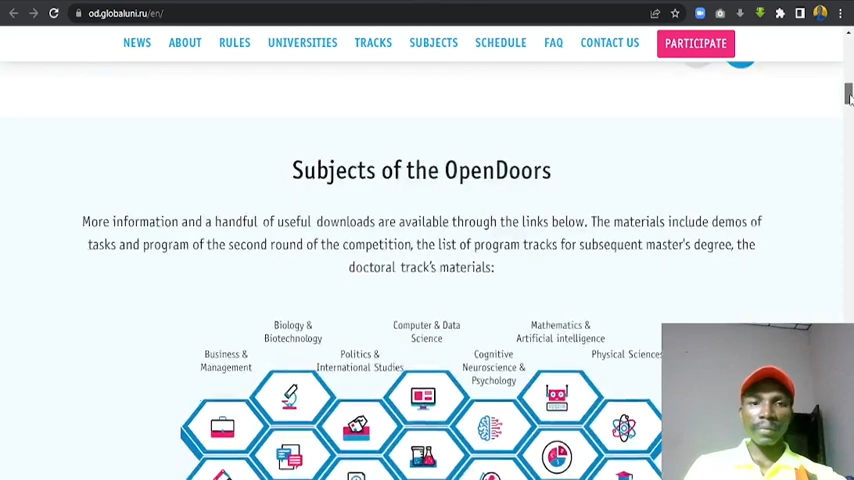 od.globaluni.ru/en/
NEWS ABOUT RULES UNIVERSITIES TRACKS SUBJECTS SCHEDULE FAQ CONTACT US PARTICIPATE
Subjects of the OpenDoors
More information and a handful of useful downloads are available through the links below. The materials include demos of
tasks and program of the second round of the competition, the list of program tracks for subsequent master's degree, the
doctoral track's materials:
Business &
Management
Biology &
Biotechnology
Politics &
International Studies
Computer & Data
Science
Cognitive
Neuroscience &
Psychology
Mathematics &
Artificial intelligence
Physical Sciences